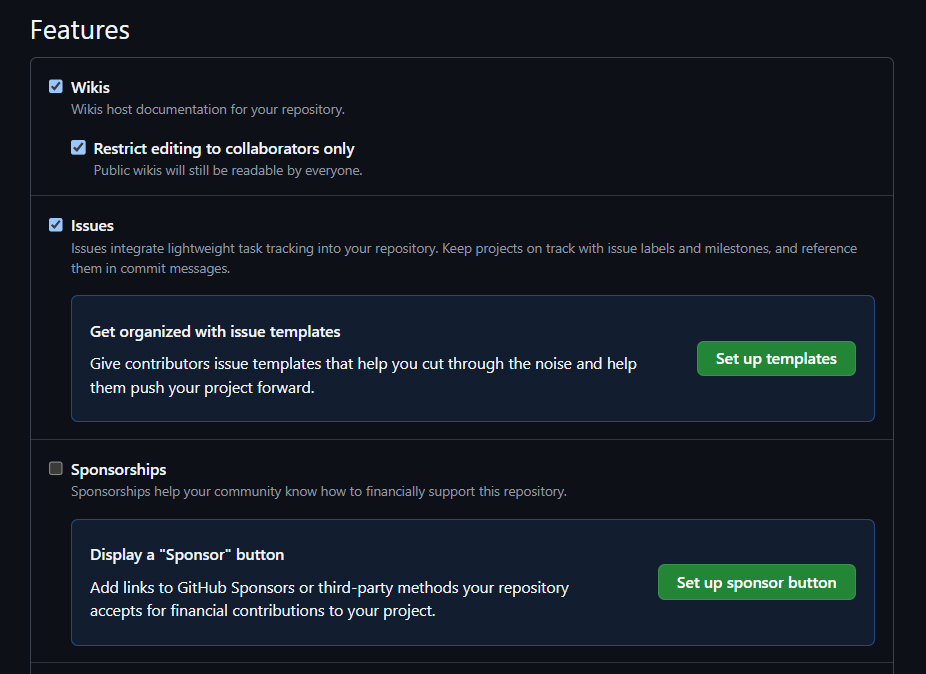 Features
Wikis
Wikis host documentation for your repository.
Restrict editing to collaborators only
Public wikis will still be readable by everyone.
Issues
Issues integrate lightweight task tracking into your repository. Keep projects on track with issue labels and milestones, and reference
them in commit messages.
Get organized with issue templates
Give contributors issue templates that help you cut through the noise and help
them push your project forward.
Set up templates
Sponsorships
Sponsorships help your community know how to financially support this repository.
Display a "Sponsor" button
Add links to GitHub Sponsors or third-party methods your repository
accepts for financial contributions to your project.
Set up sponsor button